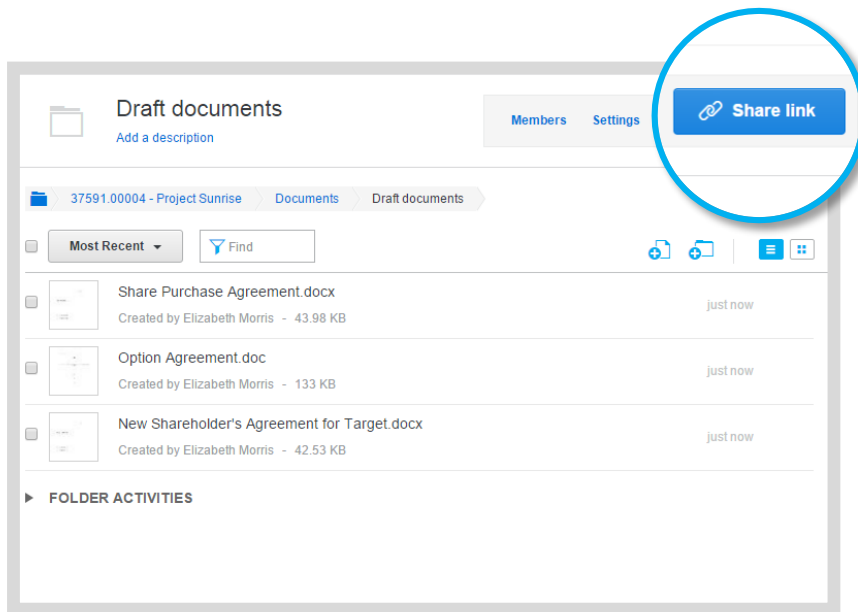 Draft documents
Add a description
Members Settings Share link
37591.00004 - Project Sunrise Documents Draft documents
Most Recent Find
Share Purchase Agreement.docx
Created by Elizabeth Morris - 43.98 KB
just now
Option Agreement.doc
Created by Elizabeth Morris - 133 KB
just now
New Shareholder's Agreement for Target.docx
Created by Elizabeth Morris - 42.53 KB
just now
FOLDER ACTIVITIES